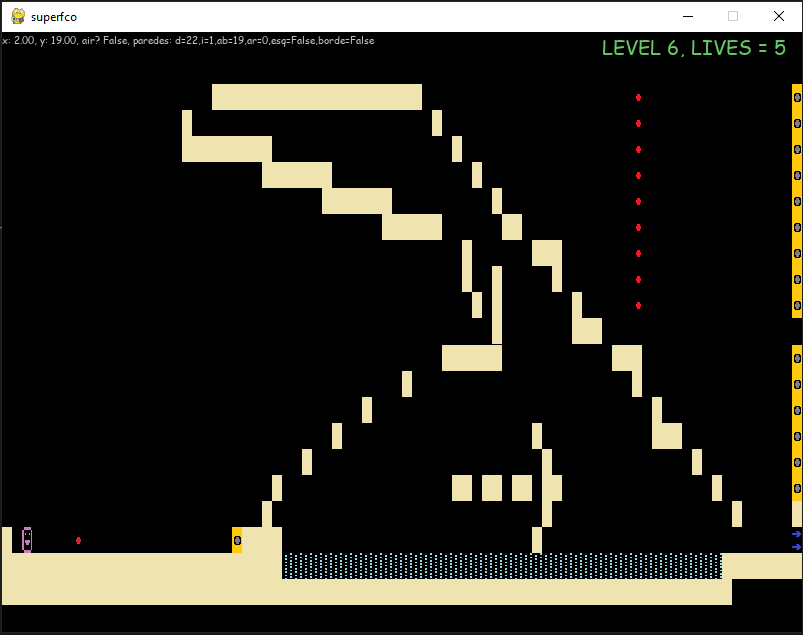 superfco
x: 2.00, y: 19.00, air? False, paredes: d=22,i=1,ab=19,ar=0,esq=False,borde=False
LEVEL 6, LIVES = 5